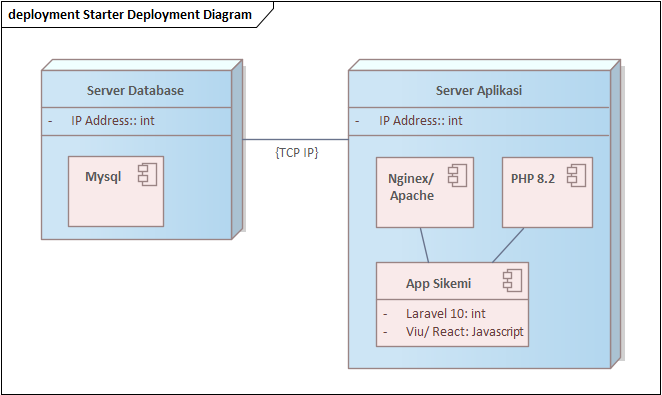 deployment Starter Deployment Diagram
Server Database
- IP Address:: int
Mysql
{TCP IP}
Server Aplikasi
- IP Address:: int
Nginex/
Apache
PHP 8.2
App Sikemi
- Laravel 10: int
- Viu/ React: Javascript